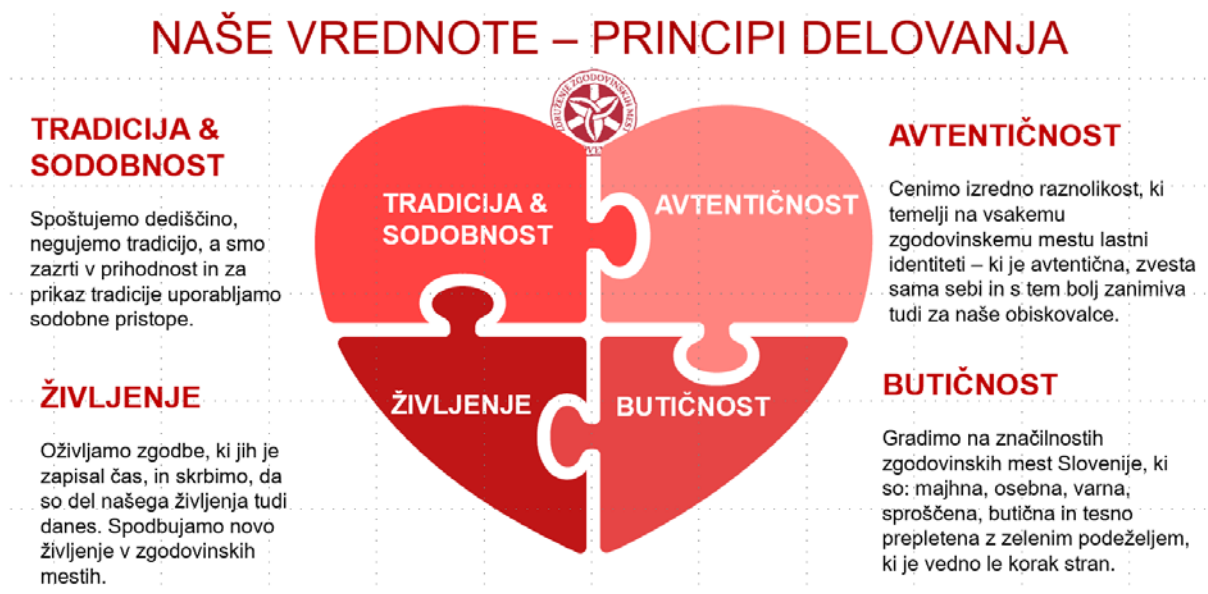 NAŠE VREDNOTE – PRINCIPI DELOVANJA
TRADICIJA &
SODOBNOST
Spoštujemo dediščino,
negujemo tradicijo, a smo
zazrti v prihodnost in za
prikaz tradicije uporabljamo
sodobne pristope.
ŽIVLJENJE
Oživljamo zgodbe, ki jih je
zapisal čas, in skrbimo, da
so del našega življenja tudi
danes. Spodbujamo novo
življenje v zgodovinskih
mestih.
ZDRUŽENJE ZGODOVINSKIH MEST
TRADICIJA &
SODOBNOST
AVTENTIČNOST
ŽIVLJENJE
BUTIČNOST
AVTENTIČNOST
Cenimo izredno raznolikost, ki
temelji na vsakemu
zgodovinskemu mestu lastni
identiteti – ki je avtentična, zvesta
sama sebi in s tem bolj zanimiva
tudi za naše obiskovalce.
BUTIČNOST
Gradimo na značilnostih
zgodovinskih mest Slovenije, ki
so: majhna, osebna, varna,
sproščena, butična in tesno
prepletena z zelenim podeželjem,
ki je vedno le korak stran.